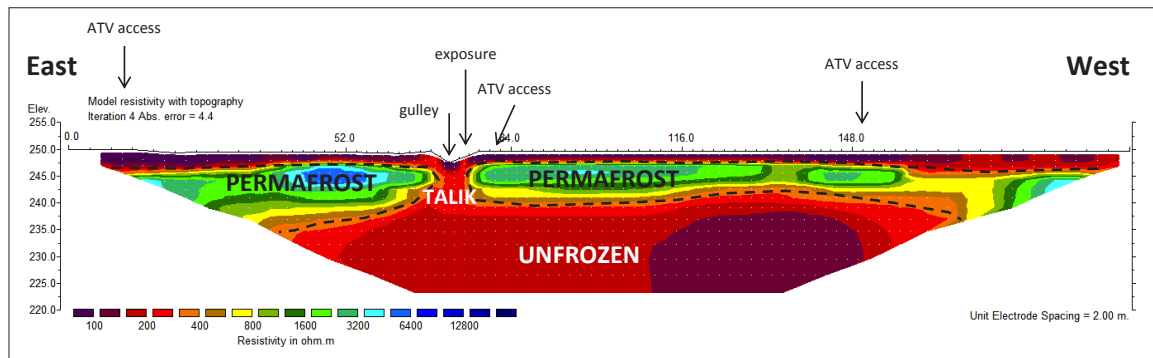 ATV access
East
exposure
ATV access
West
Model resistivity with topography
Iteration 4 Abs. error = 4.4
gulley
ATV access
Elev.
255.0
0.0
52.0
84.0
116.0
148.0
250.0
245.0
PERMAFROST
PERMAFROST
240.0
TALIK
235.0
UNFROZEN
230.0
225.0
220.0
100 200 400 800 1600 3200 6400 12800
Resistivity in ohm.m
Unit Electrode Spacing = 2.00 m.